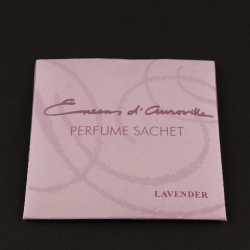 Encens d'Auroville
PERFUME SACHET
LAVENDER